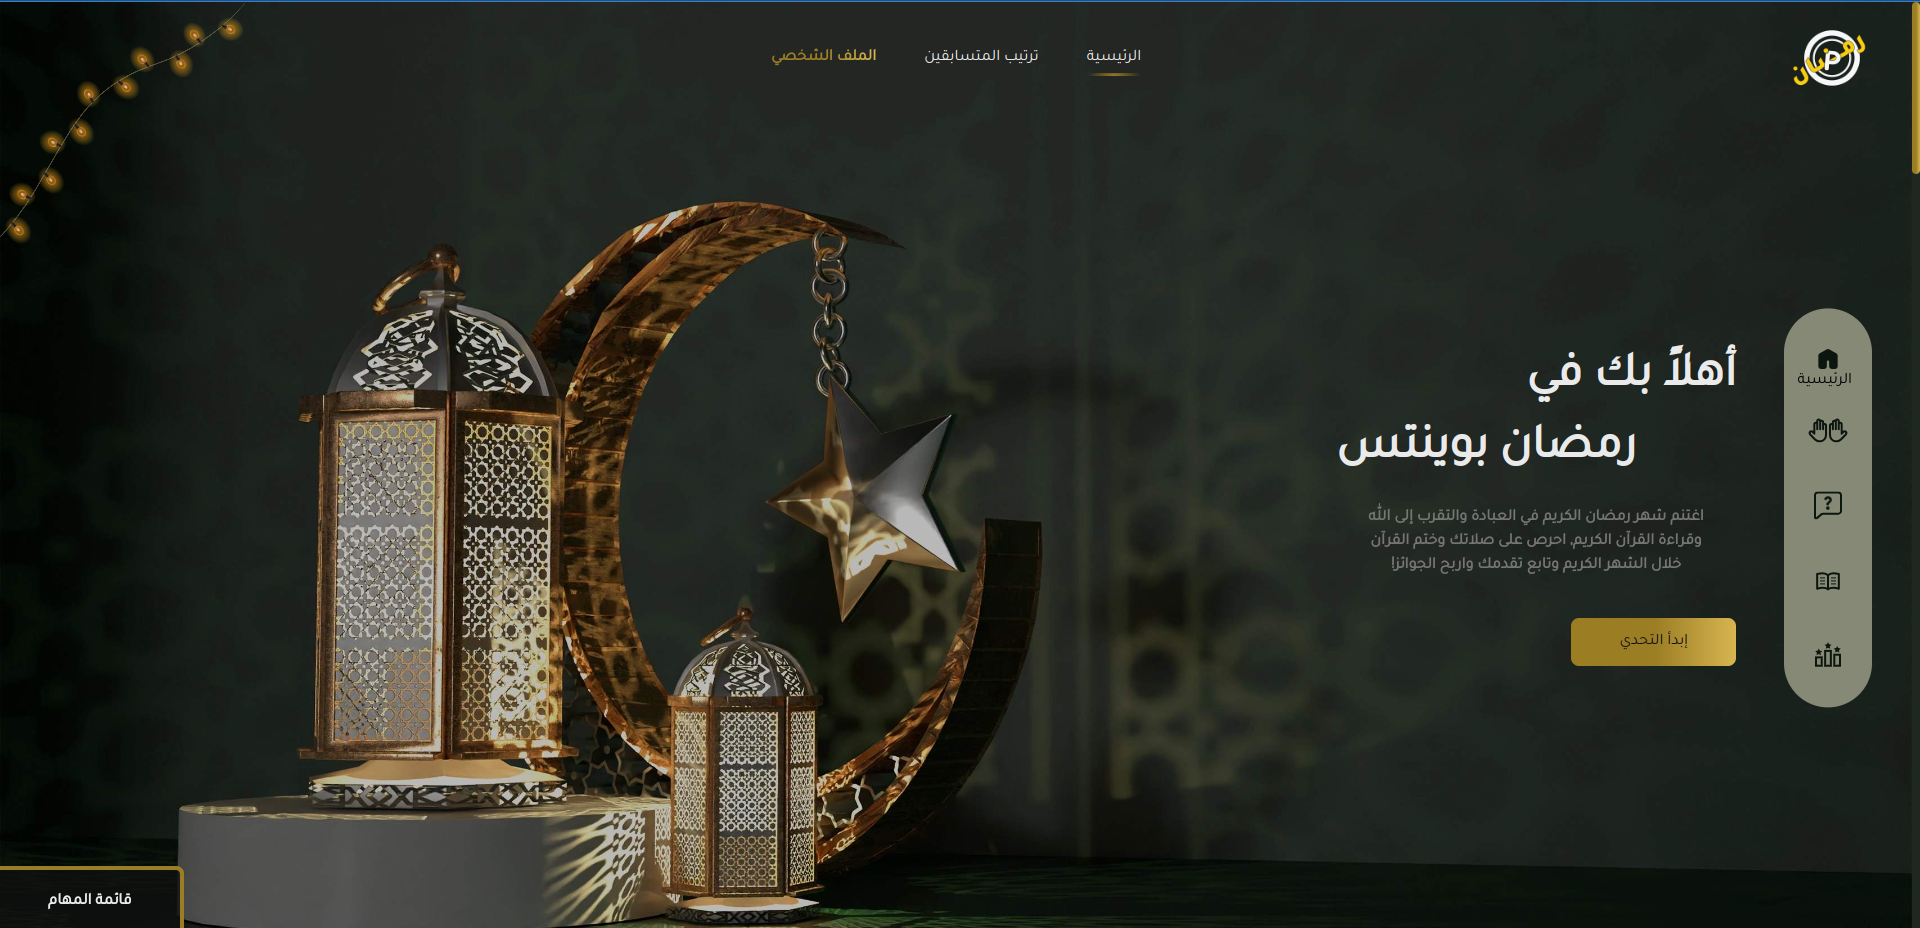 رمضان
P
الرئيسية
ترتيب المتسابقين
الملف الشخصي
أهلاً بك في
رمضان بوينتس
اغتنم شهر رمضان الكريم في العبادة والتقرب إلى الله
وقراءة القرآن الكريم, احرص على صلاتك وختم القرآن
خلال الشهر الكريم وتابع تقدمك واربح الجوائز!
إبدأ التحدي
الرئيسية
?
قائمة المهام